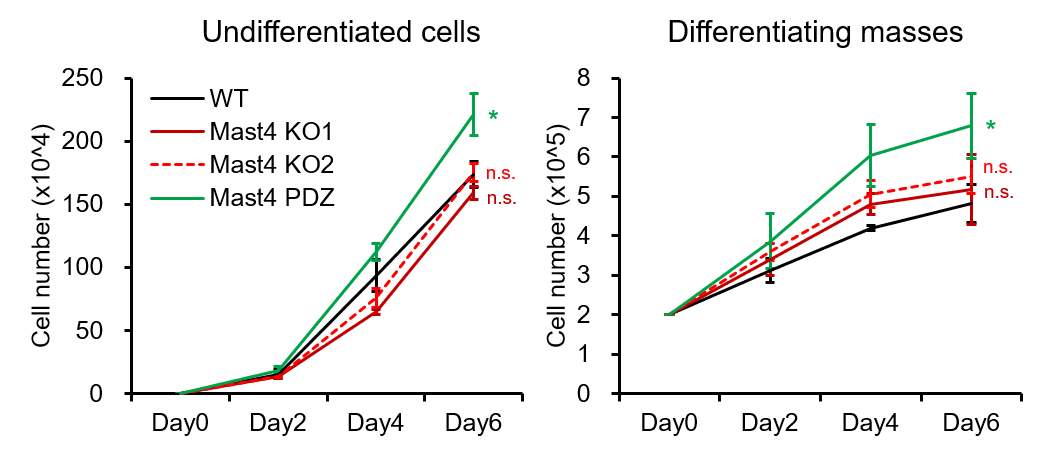 Undifferentiated cells
Cell number (x10^4)
250
200
150
100
50
0
WT
Mast4 KO1
Mast4 KO2
Mast4 PDZ
*
n.s.
n.s.
Day0 Day2 Day4 Day6
Differentiating masses
Cell number (x10^5)
8
7
6
5
4
3
2
1
0
*
n.s.
n.s.
Day0 Day2 Day4 Day6